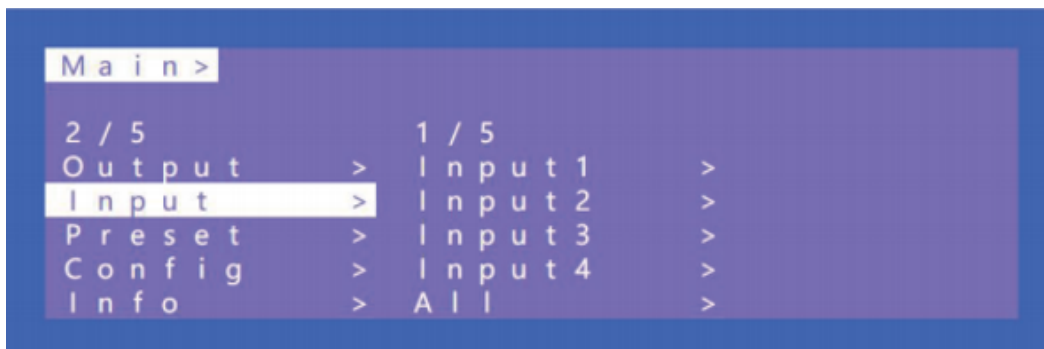 Main>
2/5 1/5
Output > Input1 >
Input > Input2 >
Preset > Input3 >
Config > Input4 >
Info > All >